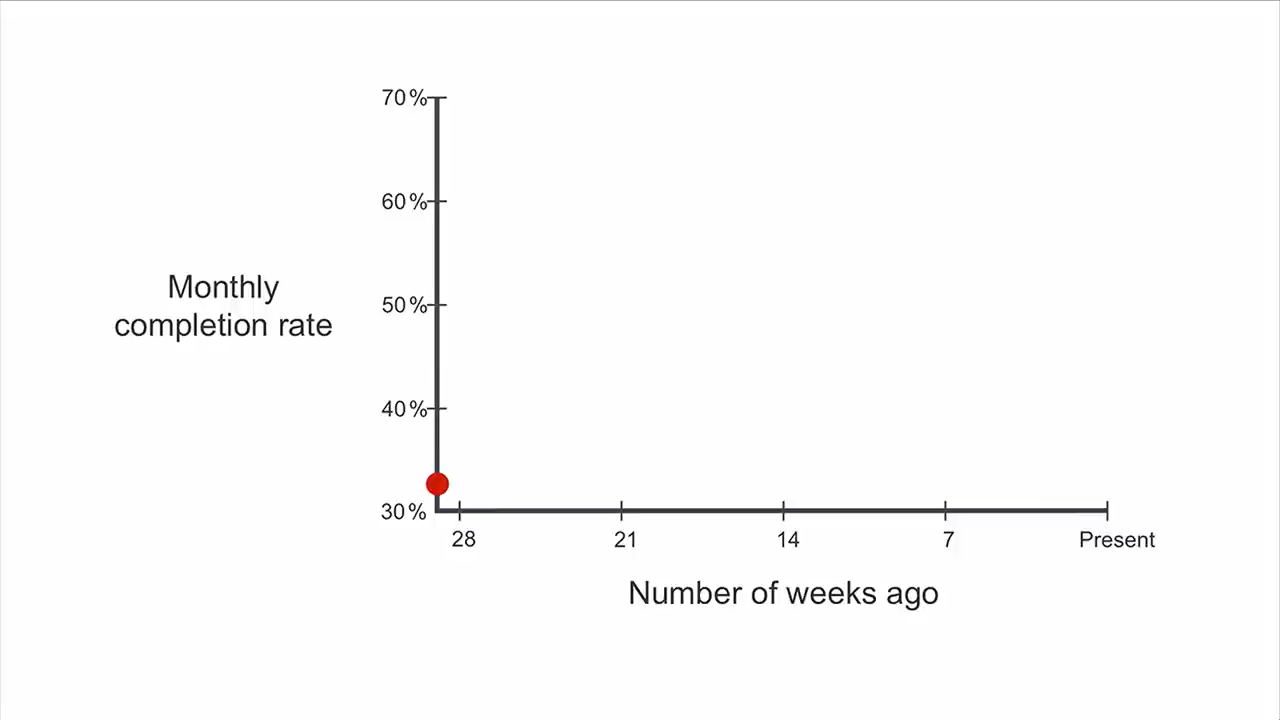 70%
60%
50%
40%
30%
Monthly
completion rate
28 21 14 7 Present
Number of weeks ago